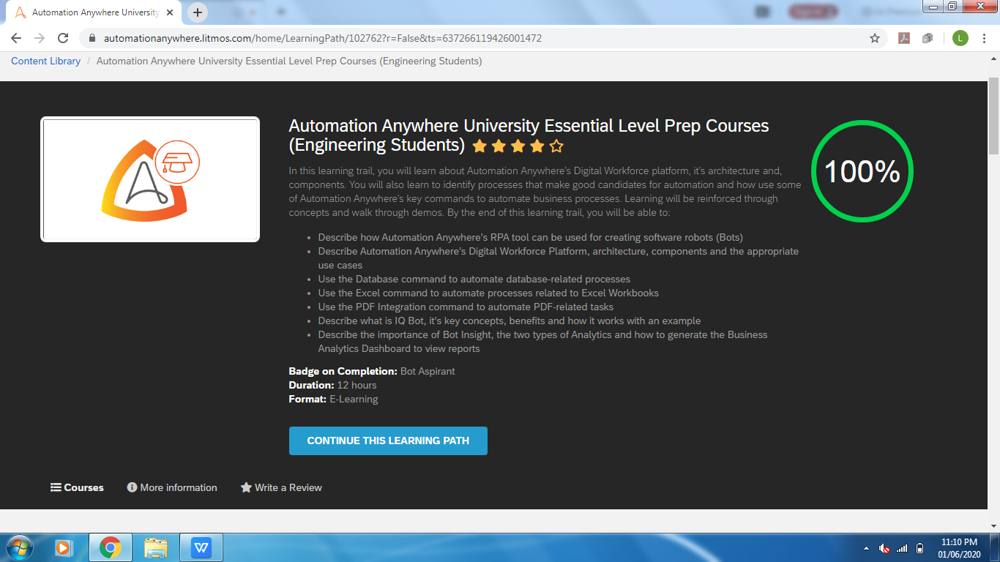 Automation Anywhere University
automationanywhere.litmos.com/home/LearningPath/102762?r=False&ts=637266119426001472
L
Content Library / Automation Anywhere University Essential Level Prep Courses (Engineering Students)
Automation Anywhere University Essential Level Prep Courses
(Engineering Students)
100%
In this learning trail, you will learn about Automation Anywhere's Digital Workforce platform, it's architecture and,
components. You will also learn to identify processes that make good candidates for automation and how use some
of Automation Anywhere's key commands to automate business processes. Learning will be reinforced through
concepts and walk through demos. By the end of this learning trail, you will be able to:
• Describe how Automation Anywhere's RPA tool can be used for creating software robots (Bots)
• Describe Automation Anywhere's Digital Workforce Platform, architecture, components and the appropriate
use cases
• Use the Database command to automate database-related processes
• Use the Excel command to automate processes related to Excel Workbooks
• Use the PDF Integration command to automate PDF-related tasks
• Describe what is IQ Bot, it's key concepts, benefits and how it works with an example
• Describe the importance of Bot Insight, the two types of Analytics and how to generate the Business
Analytics Dashboard to view reports
Badge on Completion: Bot Aspirant
Duration: 12 hours
Format: E-Learning
CONTINUE THIS LEARNING PATH
Courses More information Write a Review
W
11:10 PM
01/06/2020